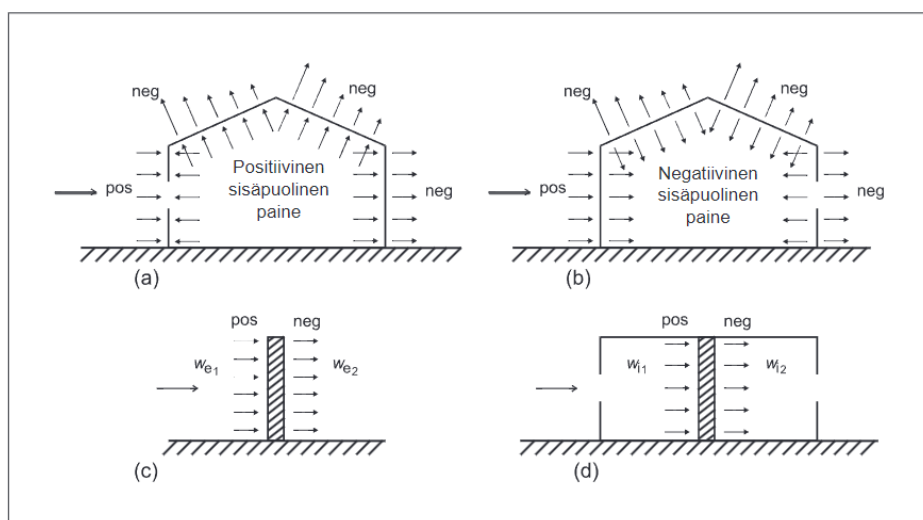 neg
neg
Positiivinen
sisäpuolinen
paine
pos
neg
(a)
neg
neg
Negatiivinen
sisäpuolinen
paine
pos
neg
(b)
pos neg
we1 we2
(c)
pos neg
wi1 wi2
(d)